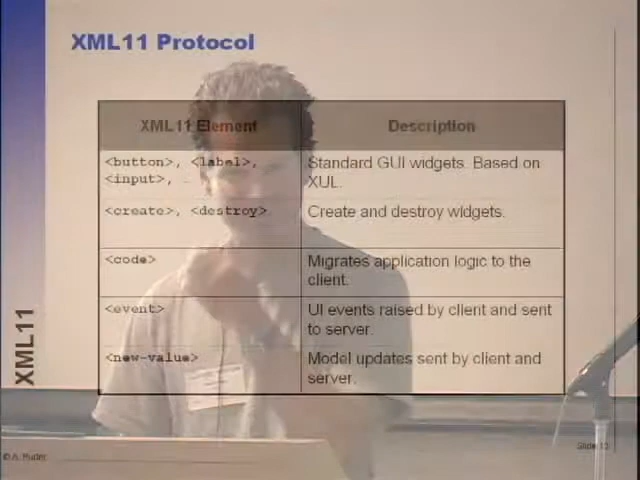 XML11 Protocol
XML11 Element
Description
<button>, <label>,
<input>, …
Standard GUI widgets. Based on
XUL.
<create>, <destroy>
Create and destroy widgets.
<code>
Migrates application logic to the
client.
<event>
UI events raised by client and sent
to server.
<new-value>
Model updates sent by client and
server.
XML11
© A. Puder